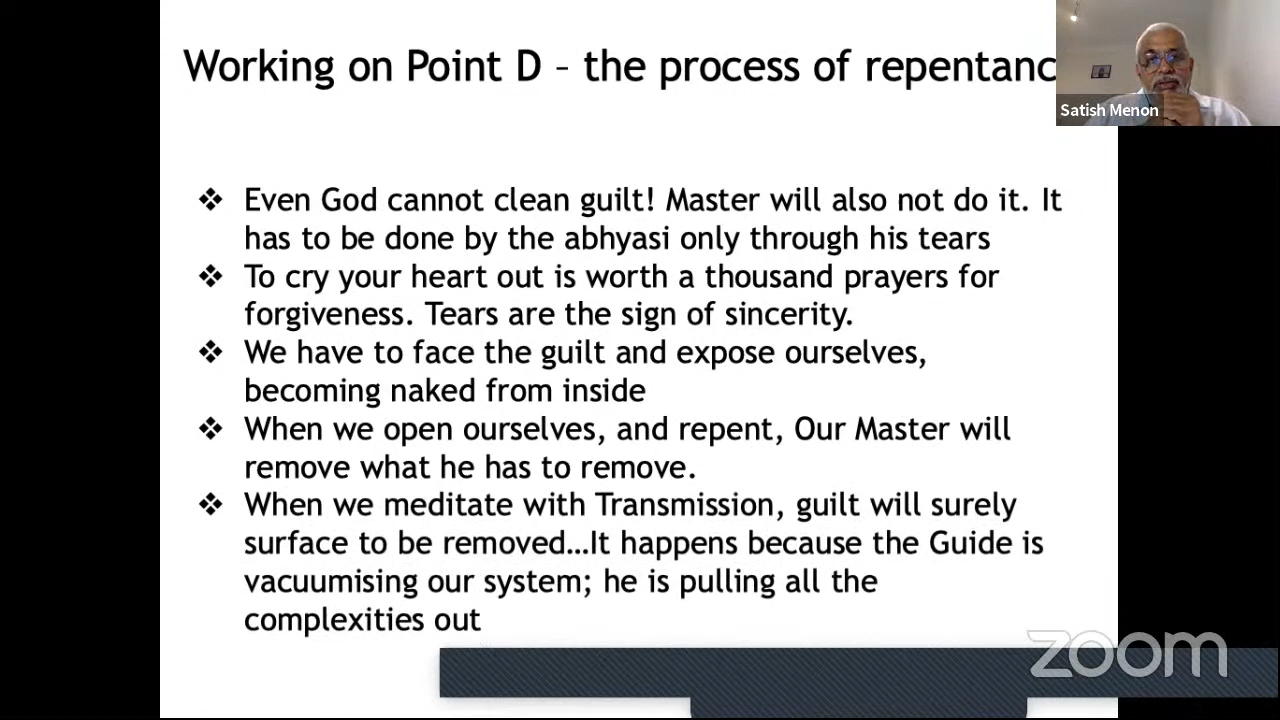 Working on Point D – the process of repentanc
Satish Menon
❖ Even God cannot clean guilt! Master will also not do it. It
has to be done by the abhyasi only through his tears
❖ To cry your heart out is worth a thousand prayers for
forgiveness. Tears are the sign of sincerity.
❖ We have to face the guilt and expose ourselves,
becoming naked from inside
❖ When we open ourselves, and repent, Our Master will
remove what he has to remove.
❖ When we meditate with Transmission, guilt will surely
surface to be removed…It happens because the Guide is
vacuumising our system; he is pulling all the
complexities out
zoom